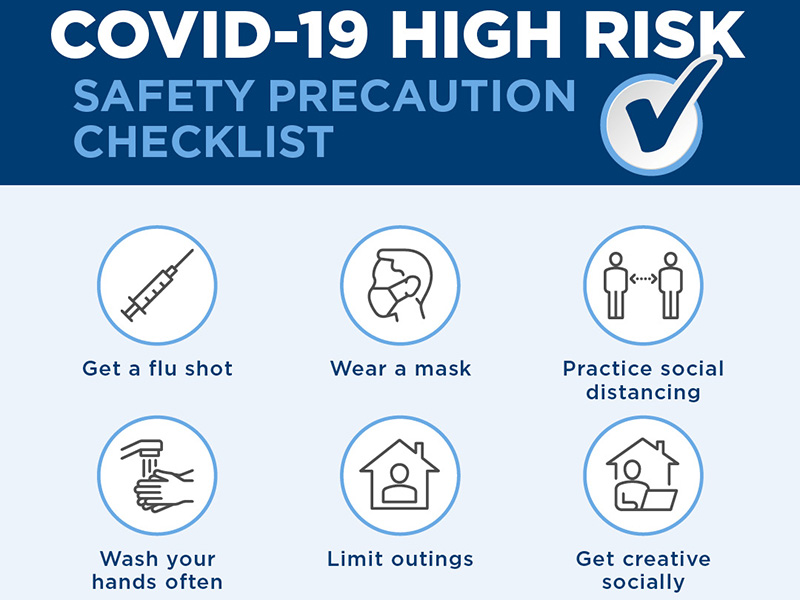 COVID-19 HIGH RISK
SAFETY PRECAUTION
CHECKLIST
Get a flu shot
Wear a mask
Practice social
distancing
Wash your
hands often
Limit outings
Get creative
socially